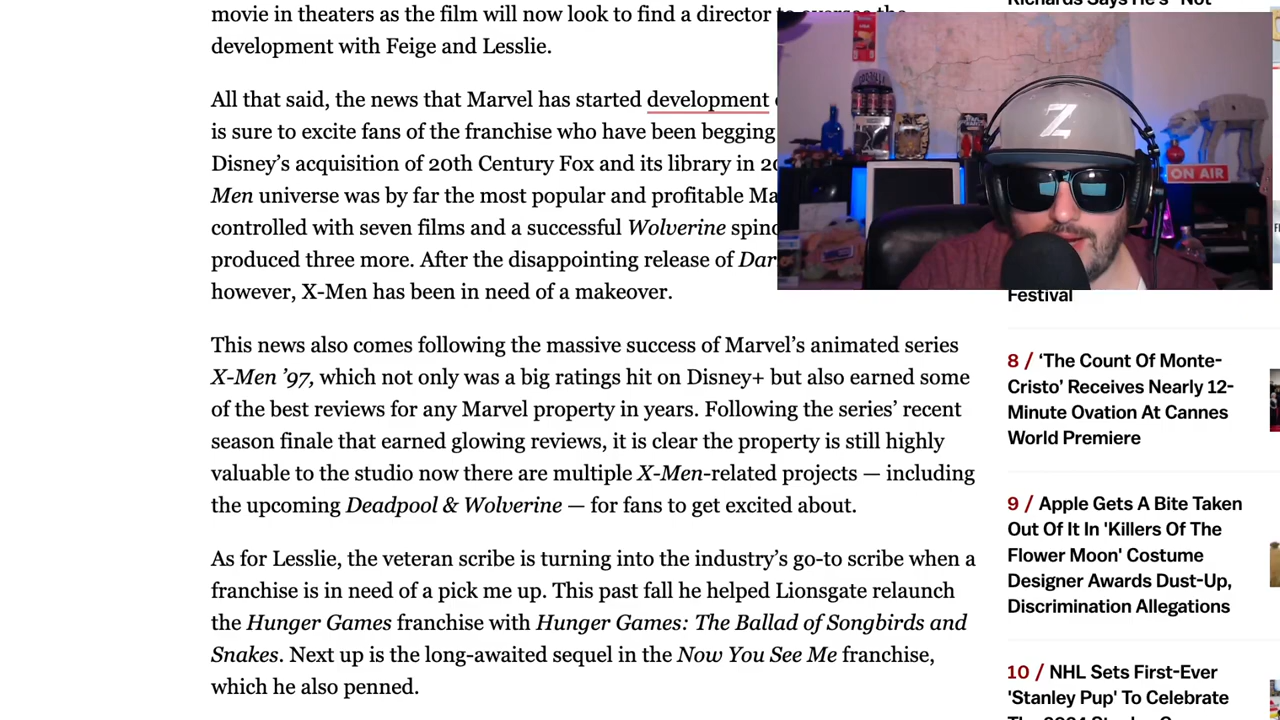 movie in theaters as the film will now look to find a director to oversee the
development with Feige and Lesslie.
All that said, the news that Marvel has started development
is sure to excite fans of the franchise who have been begging
Disney’s acquisition of 20th Century Fox and its library in
Men universe was by far the most popular and profitable
controlled with seven films and a successful Wolverine
produced three more. After the disappointing release of
however, X-Men has been in need of a makeover.
This news also comes following the massive success of Marvel’s animated series
X-Men ’97, which not only was a big ratings hit on Disney+ but also earned some
of the best reviews for any Marvel property in years. Following the series’ recent
season finale that earned glowing reviews, it is clear the property is still highly
valuable to the studio now there are multiple X-Men-related projects — including
the upcoming Deadpool & Wolverine — for fans to get excited about.
As for Lesslie, the veteran scribe is turning into the industry’s go-to scribe when a
franchise is in need of a pick me up. This past fall he helped Lionsgate relaunch
the Hunger Games franchise with Hunger Games: The Ballad of Songbirds and
Snakes. Next up is the long-awaited sequel in the Now You See Me franchise,
which he also penned.
Richards Says He's "Not
Z
ON AIR
Festival
8 / ‘The Count Of Monte-
Cristo’ Receives Nearly 12-
Minute Ovation At Cannes
World Premiere
9 / Apple Gets A Bite Taken
Out Of It In 'Killers Of The
Flower Moon' Costume
Designer Awards Dust-Up,
Discrimination Allegations
10 / NHL Sets First-Ever
'Stanley Pup' To Celebrate